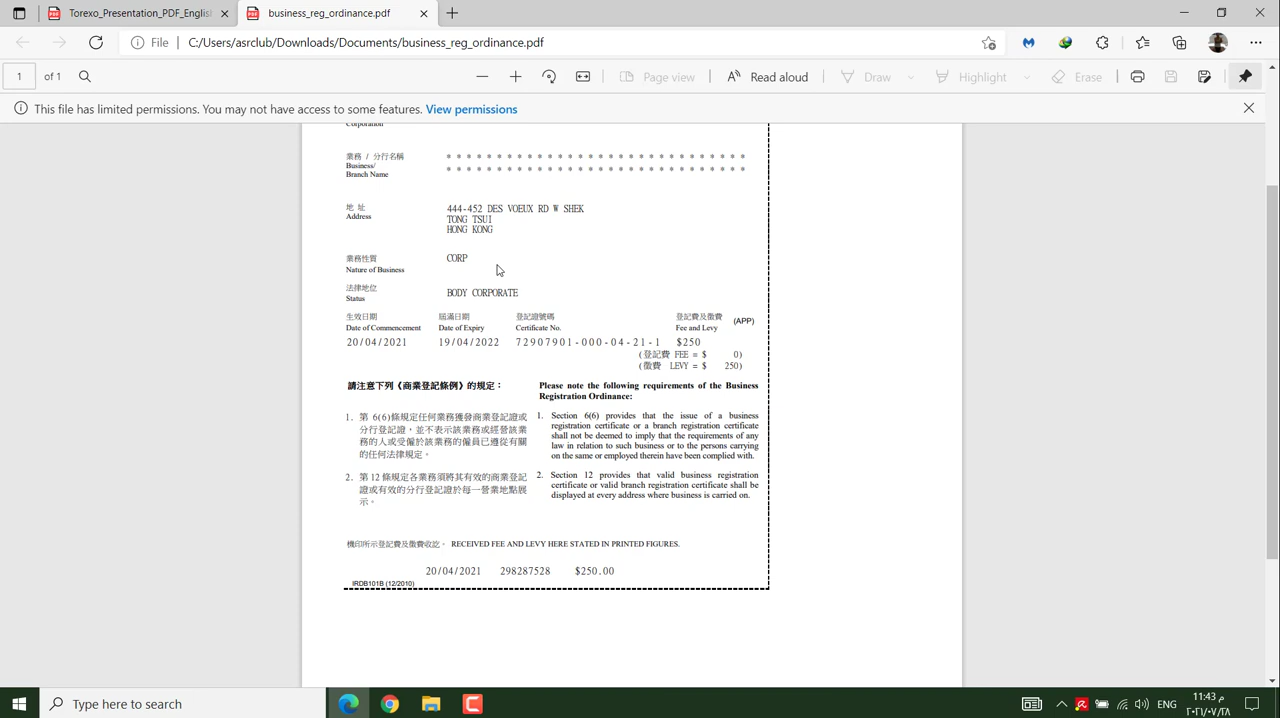 Torexo_Presentation_PDF_English
business_reg_ordinance.pdf
File
C:/Users/asrclub/Downloads/Documents/business_reg_ordinance.pdf
1 of 1
Page view
Read aloud
Draw
Highlight
Erase
This file has limited permissions. You may not have access to some features. View permissions
Corporation
業務 / 分行名稱
Business/
Branch Name
* * * * * * * * * * * * * * * * * * * * * * * * * * * * * *
* * * * * * * * * * * * * * * * * * * * * * * * * * * * * *
地 址
Address
444-452 DES VOEUX RD W SHEK
TONG TSUI
HONG KONG
業務性質
Nature of Business
CORP
法律地位
Status
BODY CORPORATE
生效日期
Date of Commencement
屆滿日期
Date of Expiry
登記證號碼
Certificate No.
登記費及徵費
Fee and Levy
(APP)
20/04/2021
19/04/2022
72907901-000-04-21-1
$250
(登記費 FEE = $ 0)
(徵費 LEVY = $ 250)
請注意下列《商業登記條例》的規定：
1. 第 6(6)條規定任何業務獲發商業登記證或
分行登記證，並不表示該業務或經營該業
務的人或受僱於該業務的僱員已遵從有關
的任何法律規定。
2. 第12條規定各業務須將其有效的商業登記
證或有效的分行登記證於每一營業地點展
示。
Please note the following requirements of the Business
Registration Ordinance:
1. Section 6(6) provides that the issue of a business
registration certificate or a branch registration certificate
shall not be deemed to imply that the requirements of any
law in relation to such business or to the persons carrying
on the same or employed therein have been complied with.
2. Section 12 provides that valid business registration
certificate or valid branch registration certificate shall be
displayed at every address where business is carried on.
機印所示登記費及徵費收訖。 RECEIVED FEE AND LEVY HERE STATED IN PRINTED FIGURES.
20/04/2021 298287528 $250.00
IRDB101B (12/2010)
Type here to search
ENG
11:43 م
٢٠٢١/٠٧/٢٨